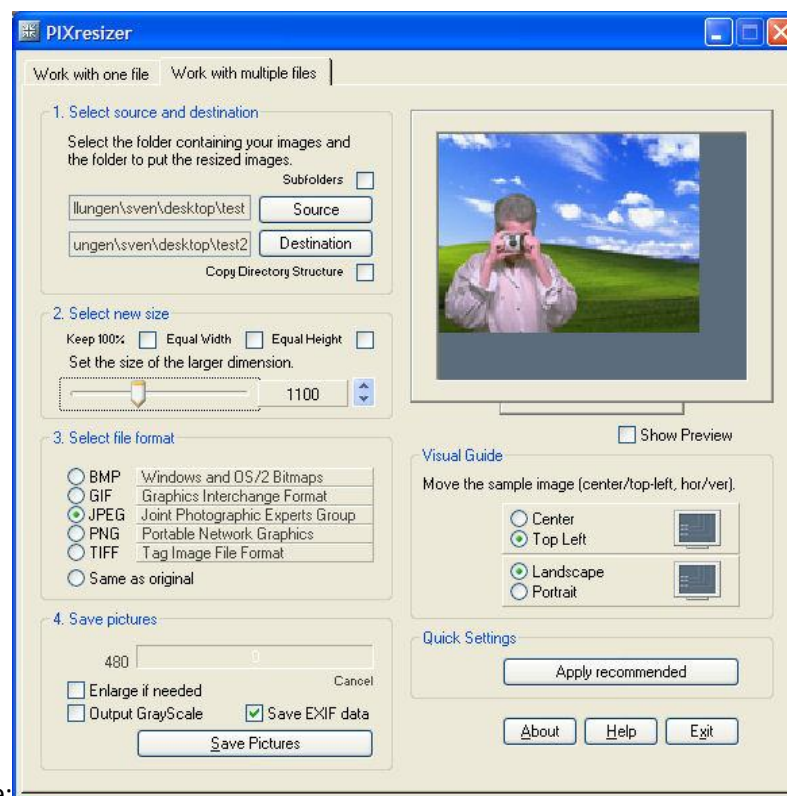 PIXresizer
Work with one file
Work with multiple files
1. Select source and destination
Select the folder containing your images and
the folder to put the resized images.
Subfolders
llungen\sven\desktop\test
Source
ungen\sven\desktop\test2
Destination
Copy Directory Structure
2. Select new size
Keep 100% Equal Width Equal Height
Set the size of the larger dimension.
1100
3. Select file format
BMP Windows and OS/2 Bitmaps
GIF Graphics Interchange Format
JPEG Joint Photographic Experts Group
PNG Portable Network Graphics
TIFF Tag Image File Format
Same as original
4. Save pictures
480 0
Cancel
Enlarge if needed
Output GrayScale Save EXIF data
Save Pictures
Show Preview
Visual Guide
Move the sample image (center/top-left, hor/ver).
Center
Top Left
Landscape
Portrait
Quick Settings
Apply recommended
About Help Exit